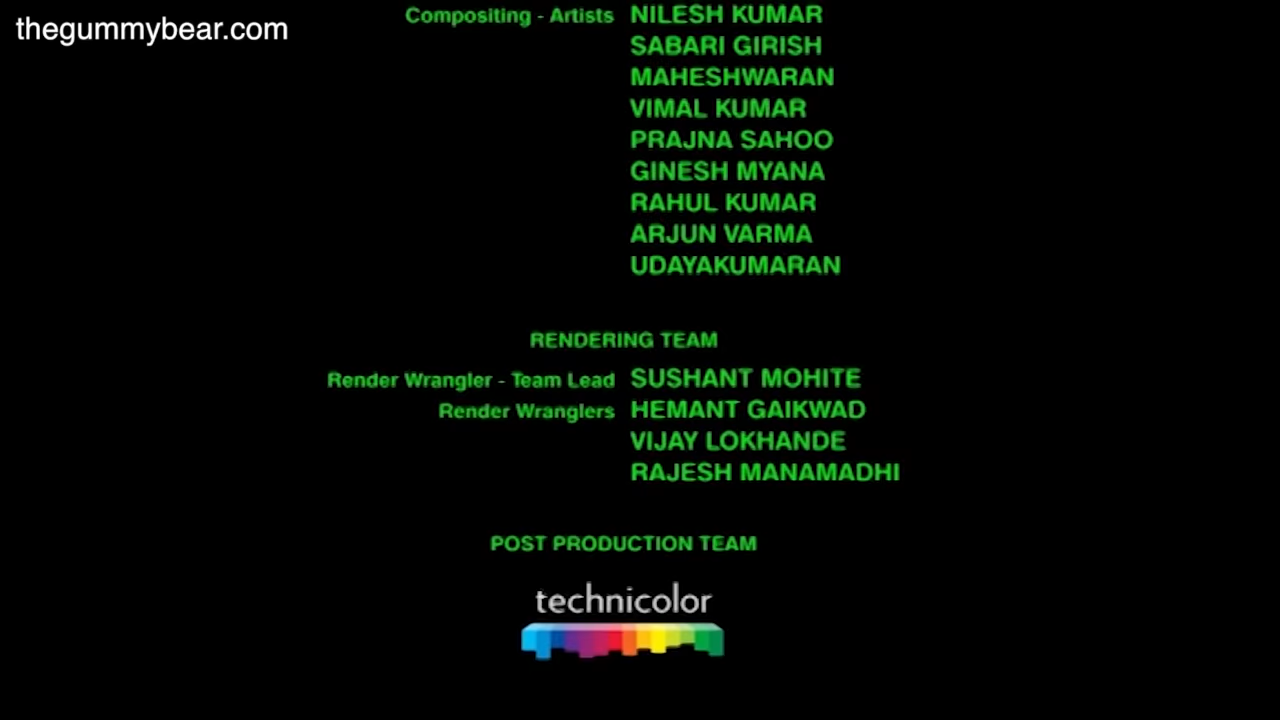 thegummybear.com
Compositing - Artists NILESH KUMAR
SABARI GIRISH
MAHESHWARAN
VIMAL KUMAR
PRAJNA SAHOO
GINESH MYANA
RAHUL KUMAR
ARJUN VARMA
UDAYAKUMARAN
RENDERING TEAM
Render Wrangler - Team Lead SUSHANT MOHITE
Render Wranglers HEMANT GAIKWAD
VIJAY LOKHANDE
RAJESH MANAMADHI
POST PRODUCTION TEAM
technicolor